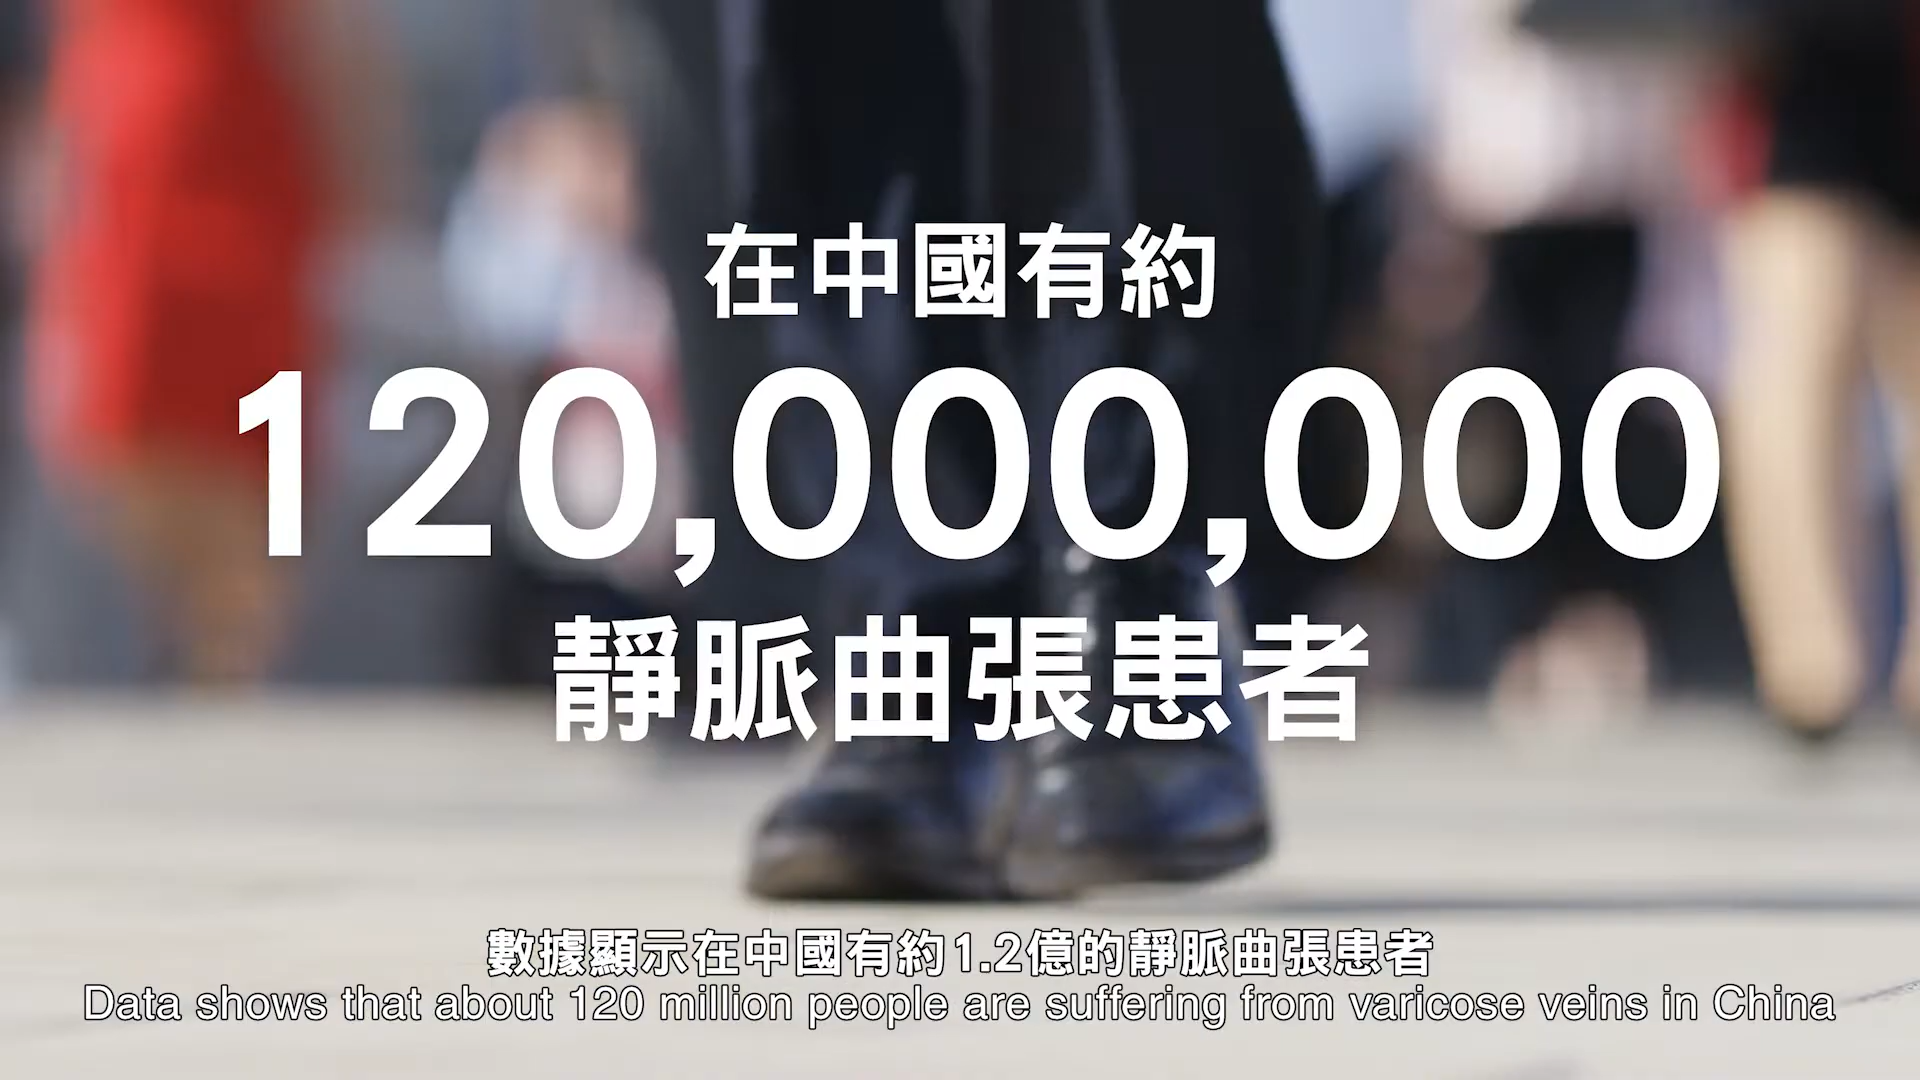 在中國有約
120,000,000
靜脈曲張患者
數據顯示在中國有約1.2億的靜脈曲張患者
Data shows that about 120 million people are suffering from varicose veins in China